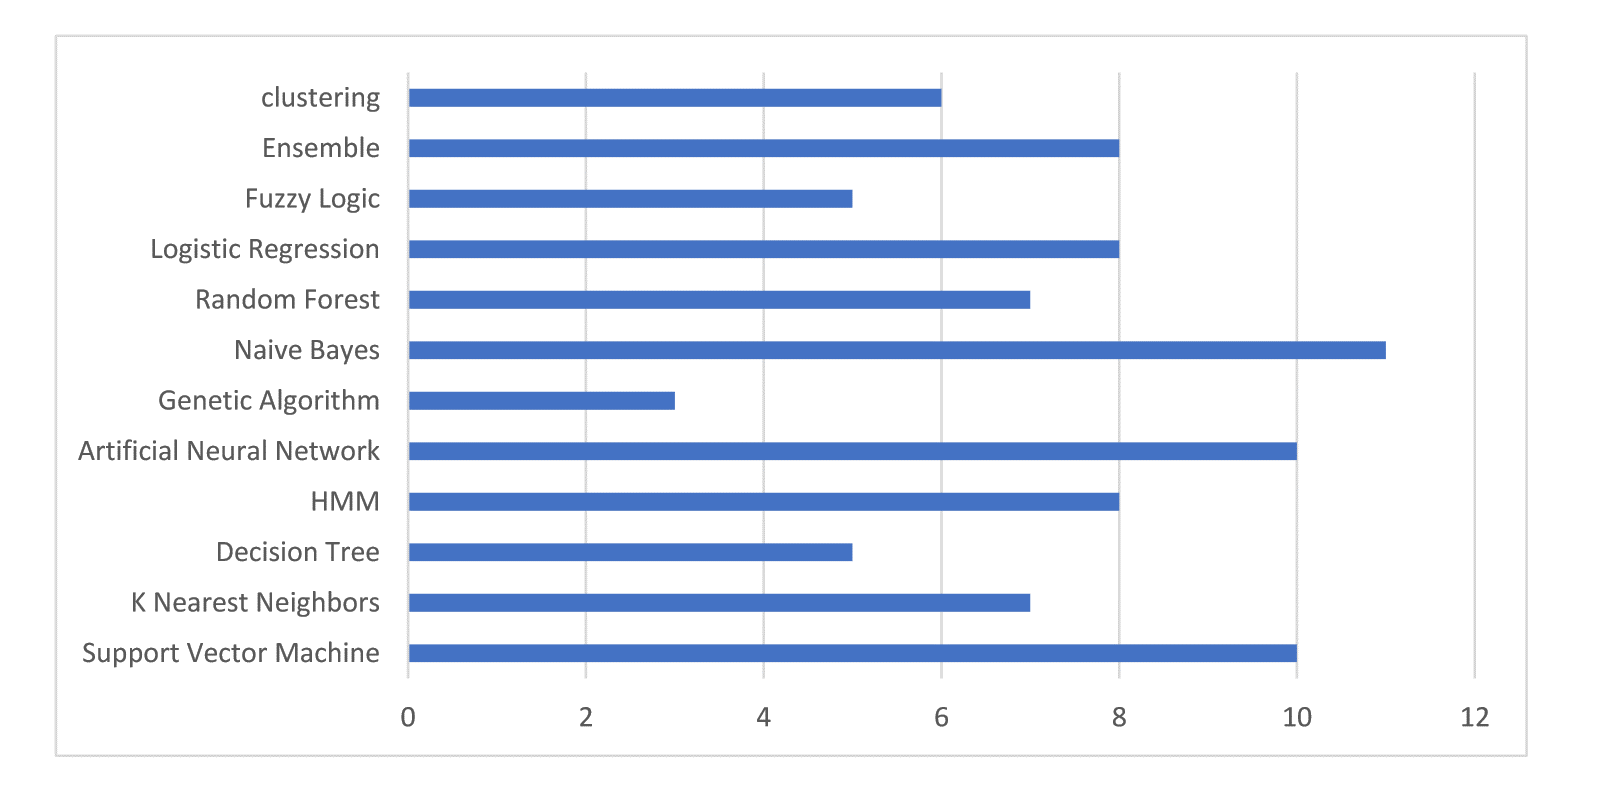 clustering
Ensemble
Fuzzy Logic
Logistic Regression
Random Forest
Naive Bayes
Genetic Algorithm
Artificial Neural Network
HMM
Decision Tree
K Nearest Neighbors
Support Vector Machine
0 2 4 6 8 10 12